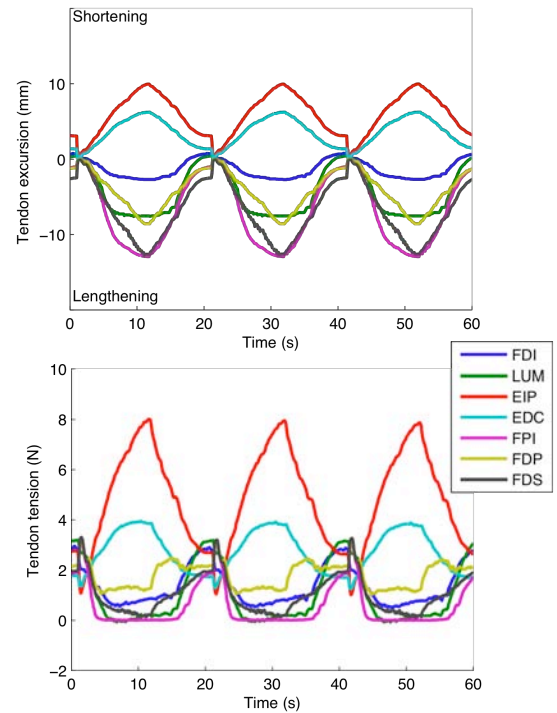 Shortening
10
0
−10
Tendon excursion (mm)
Lengthening
0 10 20 30 40 50 60
Time (s)
FDI
LUM
EIP
EDC
FPI
FDP
FDS
10
8
6
4
2
0
−2
Tendon tension (N)
0 10 20 30 40 50 60
Time (s)